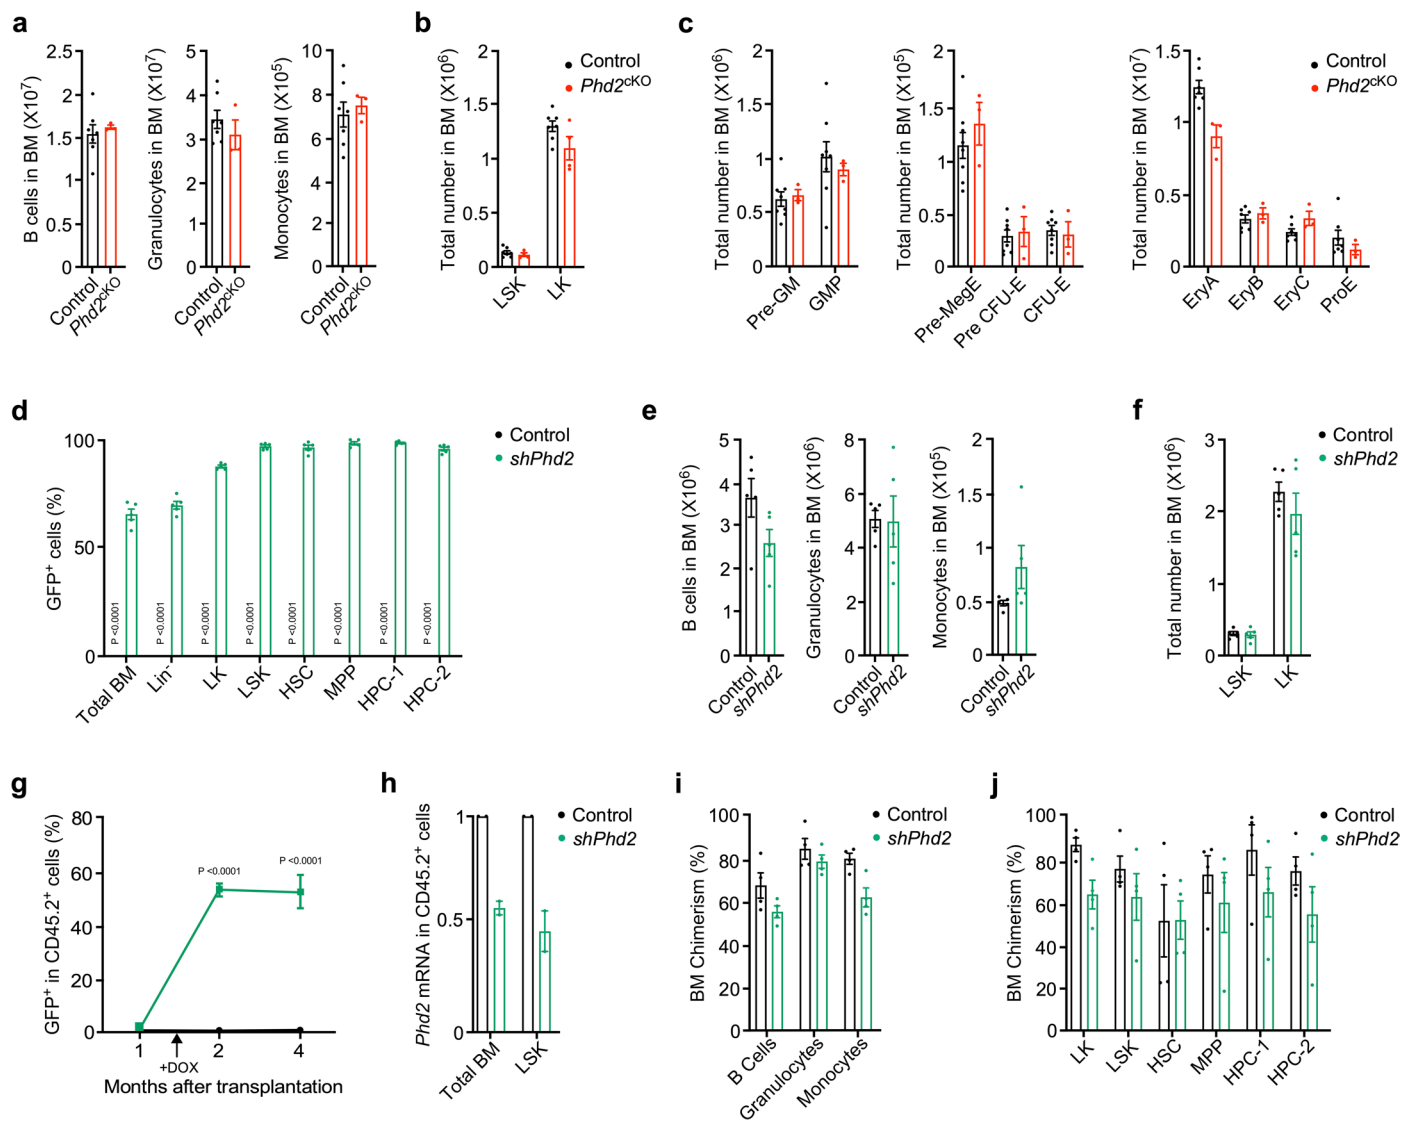 a
B cells in BM (X10⁷)
2.5
2
1.5
1
0.5
0
Control
Phd2cKO
Granulocytes in BM (X10⁷)
5
4
3
2
1
0
Control
Phd2cKO
Monocytes in BM (X10⁵)
10
8
6
4
2
0
Control
Phd2cKO
b
Total number in BM (X10⁶)
2
1.5
1
0.5
0
LSK
LK
Control
Phd2cKO
c
Total number in BM (X10⁶)
2
1.5
1
0.5
0
Pre-GM
GMP
Total number in BM (X10⁵)
2
1.5
1
0.5
0
Pre-MegE
Pre CFU-E
CFU-E
Total number in BM (X10⁷)
1.5
1
0.5
0
EryA
EryB
EryC
ProE
Control
Phd2cKO
d
GFP⁺ cells (%)
100
50
0
P <0.0001
P <0.0001
P <0.0001
P <0.0001
P <0.0001
P <0.0001
P <0.0001
P <0.0001
Total BM
Lin⁻
LK
LSK
HSC
MPP
HPC-1
HPC-2
Control
shPhd2
e
B cells in BM (X10⁶)
5
4
3
2
1
0
Control
shPhd2
Granulocytes in BM (X10⁶)
8
6
4
2
0
Control
shPhd2
Monocytes in BM (X10⁵)
2
1.5
1
0.5
0
Control
shPhd2
f
Total number in BM (X10⁶)
3
2
1
0
LSK
LK
Control
shPhd2
g
GFP⁺ in CD45.2⁺ cells (%)
80
60
40
20
0
P <0.0001
P <0.0001
1
2
4
+DOX
Months after transplantation
h
Phd2 mRNA in CD45.2⁺ cells
1
0.5
0
Total BM
LSK
Control
shPhd2
i
BM Chimerism (%)
100
80
60
40
20
0
B Cells
Granulocytes
Monocytes
Control
shPhd2
j
BM Chimerism (%)
100
80
60
40
20
0
LK
LSK
HSC
MPP
HPC-1
HPC-2
Control
shPhd2